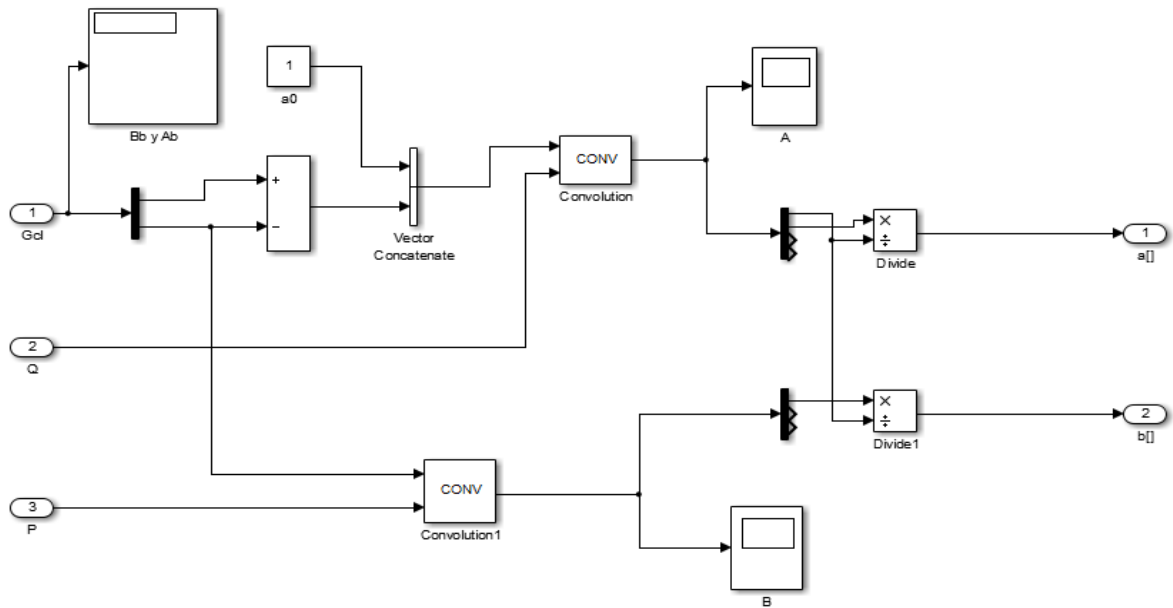 Bb y Ab
1
a0
+
−
Vector
Concatenate
CONV
Convolution
A
1
Gcl
×
÷
Divide
1
a[]
2
Q
×
÷
Divide1
2
b[]
3
P
CONV
Convolution1
B